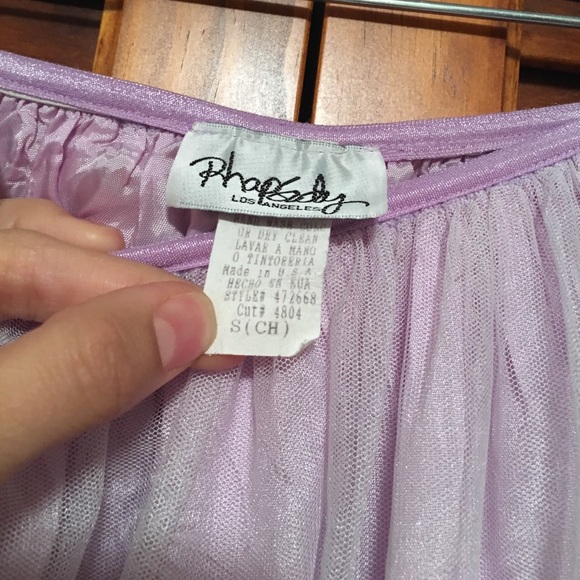 Rhapsody
LOS ANGELES
OR DRY CLEAN
LAVAR A MANO
O TINTORERIA
Made in U.S.A.
HECHO EN EUA
STYLE# 472668
Cut# 4804
S(CH)